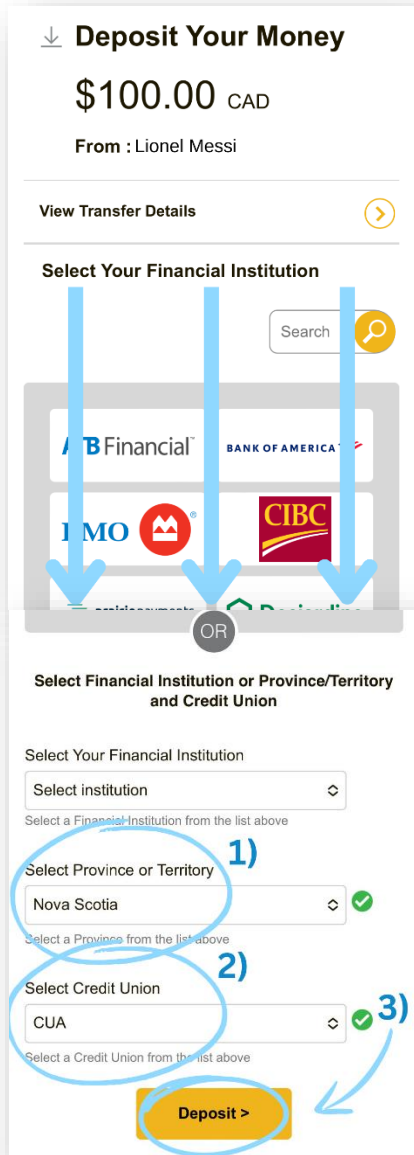 Deposit Your Money
$100.00 CAD
From : Lionel Messi
View Transfer Details
Select Your Financial Institution
Search
ATB Financial™
BANK OF AMERICA
BMO ®
CIBC
Desjardins
OR
Select Financial Institution or Province/Territory
and Credit Union
Select Your Financial Institution
Select institution
Select a Financial Institution from the list above
1)
Select Province or Territory
Nova Scotia
Select a Province from the list above
2)
Select Credit Union
CUA
3)
Select a Credit Union from the list above
Deposit >